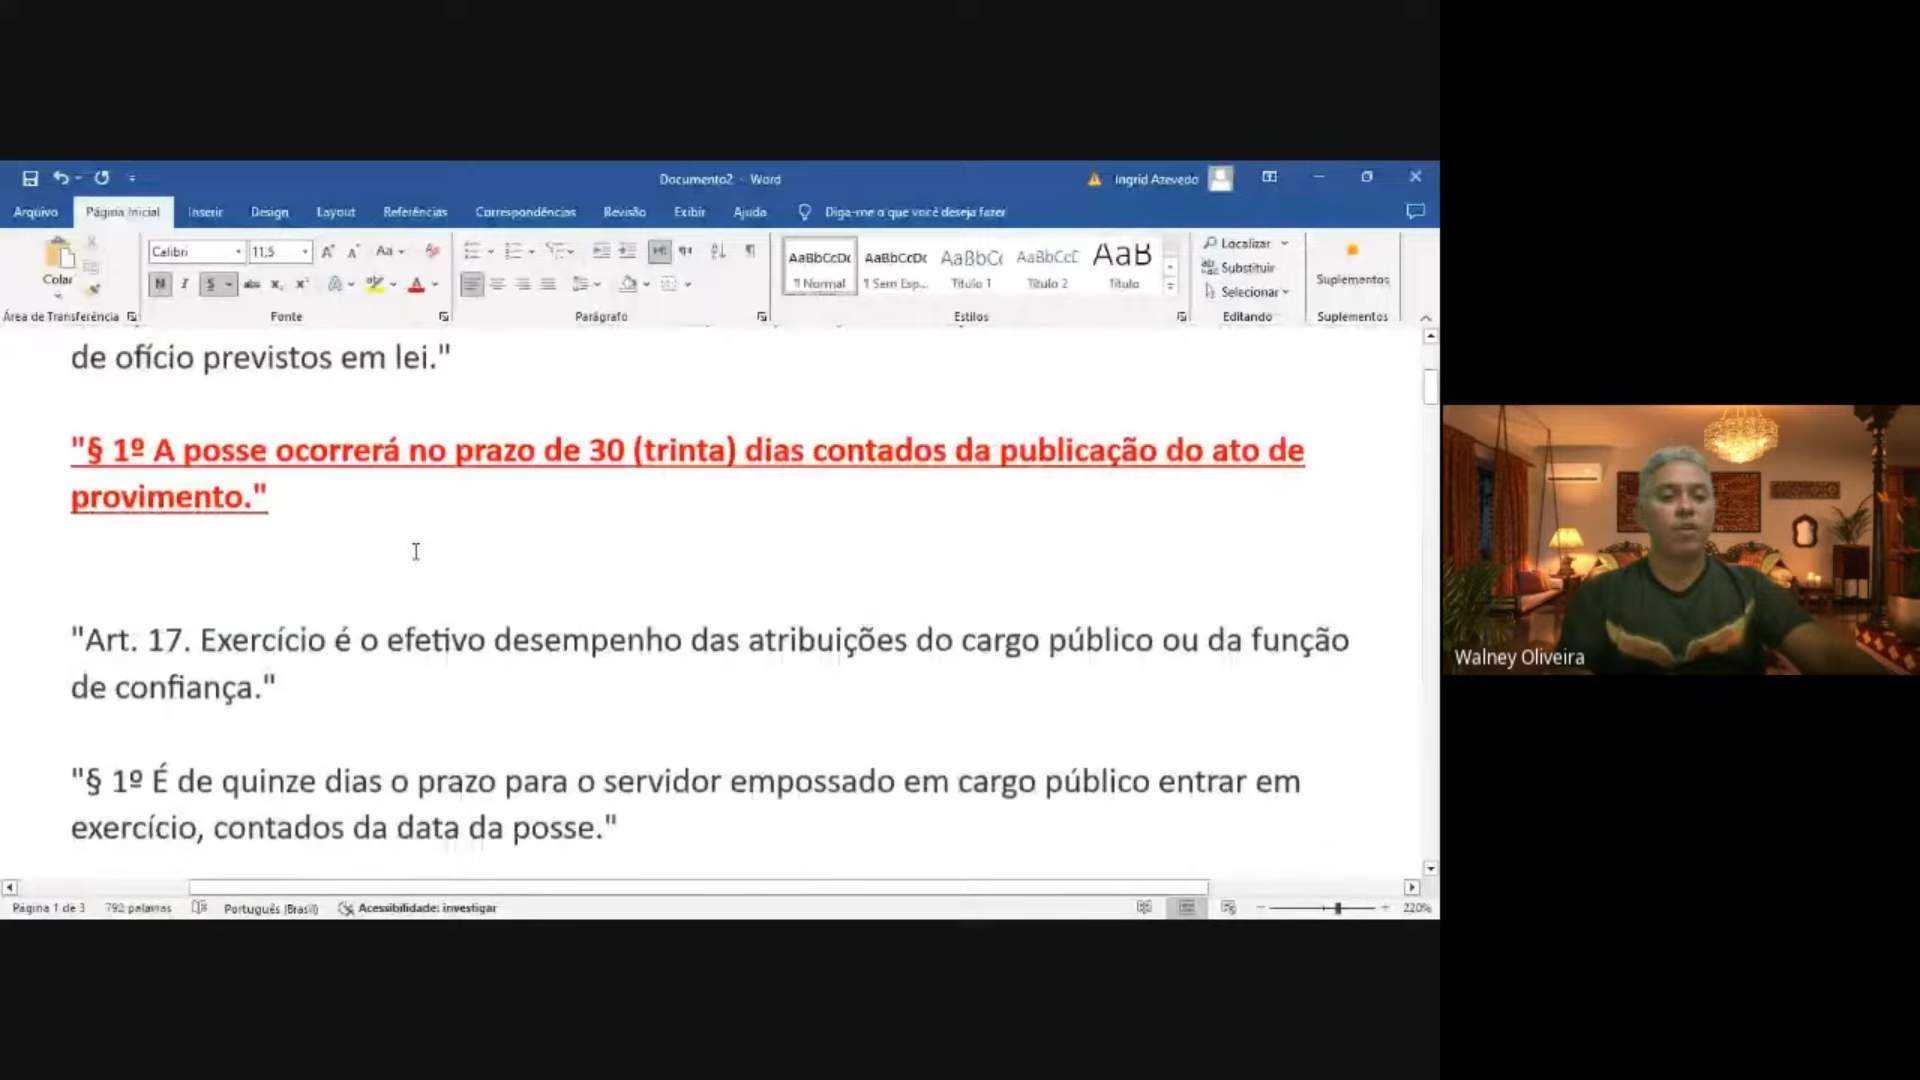 Documento2 - Word
Ingrid Azevedo
Arquivo Página Inicial Inserir Design Layout Referências Correspondências Revisão Exibir Ajuda Diga-me o que você deseja fazer
Colar
Área de Transferência
Calibri 11,5
Aa
N I S abc x₂ x²
Fonte
Parágrafo
AaBbCcDc AaBbCcDc AaBbCc AaBbCcD AaB
¶ Normal ¶ Sem Esp... Título 1 Título 2 Título
Estilos
Localizar
Substituir
Selecionar
Editando
Suplementos
Suplementos
de ofício previstos em lei."
"§ 1º A posse ocorrerá no prazo de 30 (trinta) dias contados da publicação do ato de
provimento."
"Art. 17. Exercício é o efetivo desempenho das atribuições do cargo público ou da função
de confiança."
"§ 1º É de quinze dias o prazo para o servidor empossado em cargo público entrar em
exercício, contados da data da posse."
Página 1 de 3 792 palavras Português (Brasil) Acessibilidade: investigar 220%
Walney Oliveira